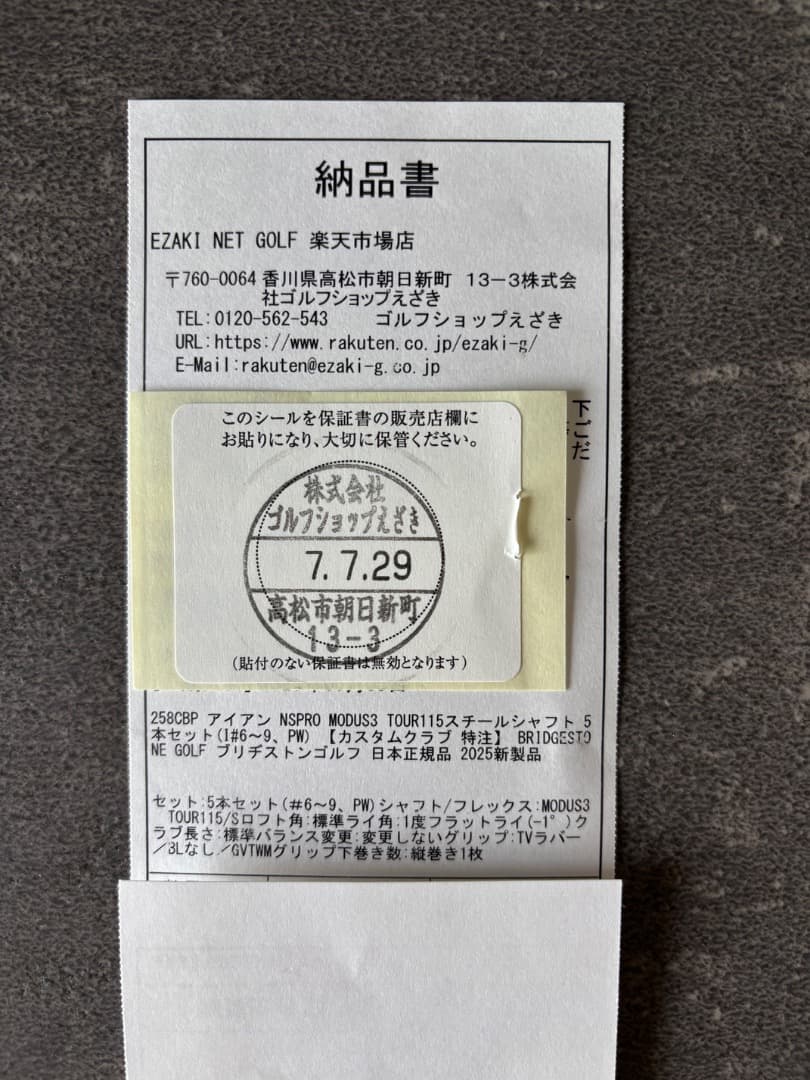 納品書
EZAKI NET GOLF 楽天市場店
〒760-0064 香川県高松市朝日新町 13-3株式会
社ゴルフショップえざき
TEL:0120-562-543 ゴルフショップえざき
URL:https://www.rakuten.co.jp/ezaki-g/
E-Mail:rakuten@ezaki-g.co.jp
下
ご
だ
このシールを保証書の販売店欄に
お貼りになり、大切に保管ください。
株式会社
ゴルフショップえざき
7.7.29
高松市朝日新町
13-3
(貼付のない保証書は無効となります)
258CBP アイアン NSPRO MODUS3 TOUR115スチールシャフト 5
本セット(I#6〜9、PW) 【カスタムクラブ 特注】 BRIDGESTO
NE GOLF ブリヂストンゴルフ 日本正規品 2025新製品
セット:5本セット(#6〜9、PW)シャフト/フレックス:MODUS3
TOUR115/Sロフト角:標準ライ角:1度フラットライ(-1°)ク
ラブ長さ:標準バランス変更:変更しないグリップ:TVラバー
/BLなし/GVTWMグリップ下巻き数:縦巻き1枚